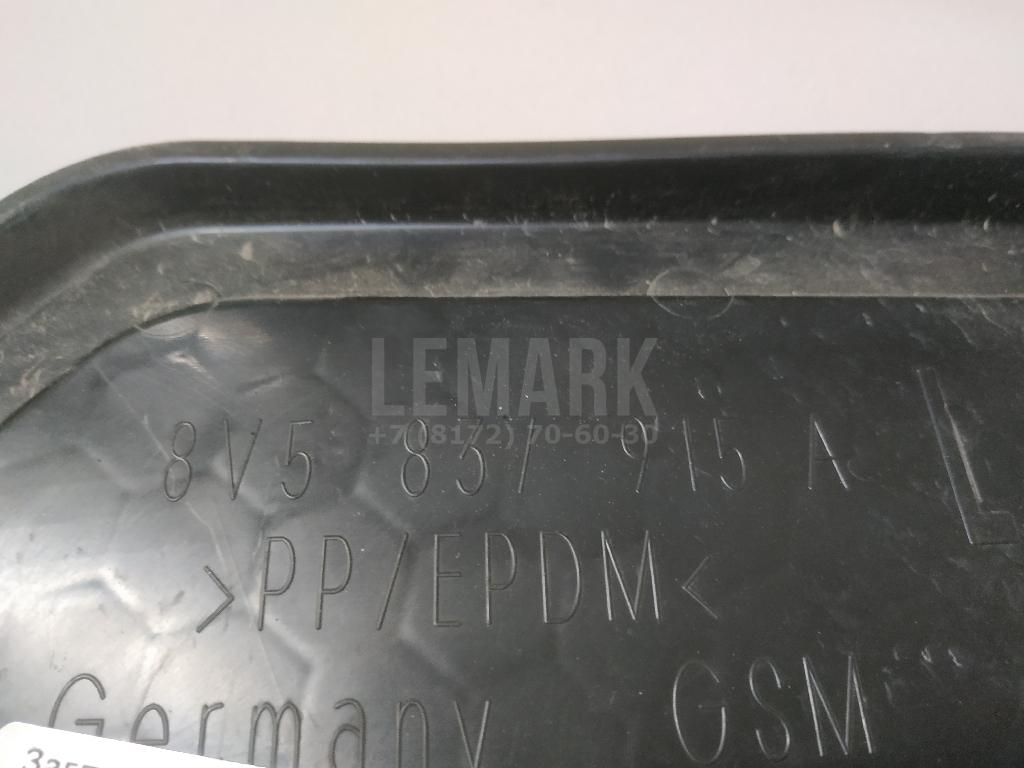 LEMARK
+7 (8172) 70-60-30
8V5 837 915 A L
>PP/EPDM<
Germany GSM